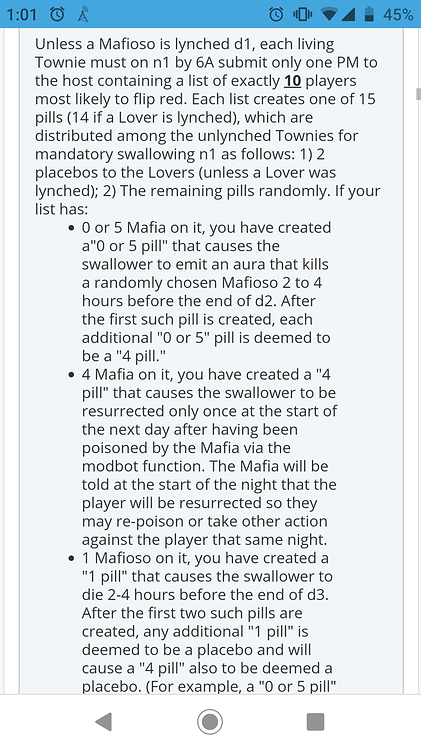 1:01
45%
Unless a Mafioso is lynched d1, each living
Townie must on n1 by 6A submit only one PM to
the host containing a list of exactly 10 players
most likely to flip red. Each list creates one of 15
pills (14 if a Lover is lynched), which are
distributed among the unlynched Townies for
mandatory swallowing n1 as follows: 1) 2
placebos to the Lovers (unless a Lover was
lynched); 2) The remaining pills randomly. If your
list has:
• 0 or 5 Mafia on it, you have created
a"0 or 5 pill" that causes the
swallower to emit an aura that kills
a randomly chosen Mafioso 2 to 4
hours before the end of d2. After
the first such pill is created, each
additional "0 or 5" pill is deemed to
be a "4 pill."
• 4 Mafia on it, you have created a "4
pill" that causes the swallower to be
resurrected only once at the start of
the next day after having been
poisoned by the Mafia via the
modbot function. The Mafia will be
told at the start of the night that the
player will be resurrected so they
may re-poison or take other action
against the player that same night.
• 1 Mafioso on it, you have created a
"1 pill" that causes the swallower to
die 2-4 hours before the end of d3.
After the first two such pills are
created, any additional "1 pill" is
deemed to be a placebo and will
cause a "4 pill" also to be deemed a
placebo. (For example, a "0 or 5 pill"